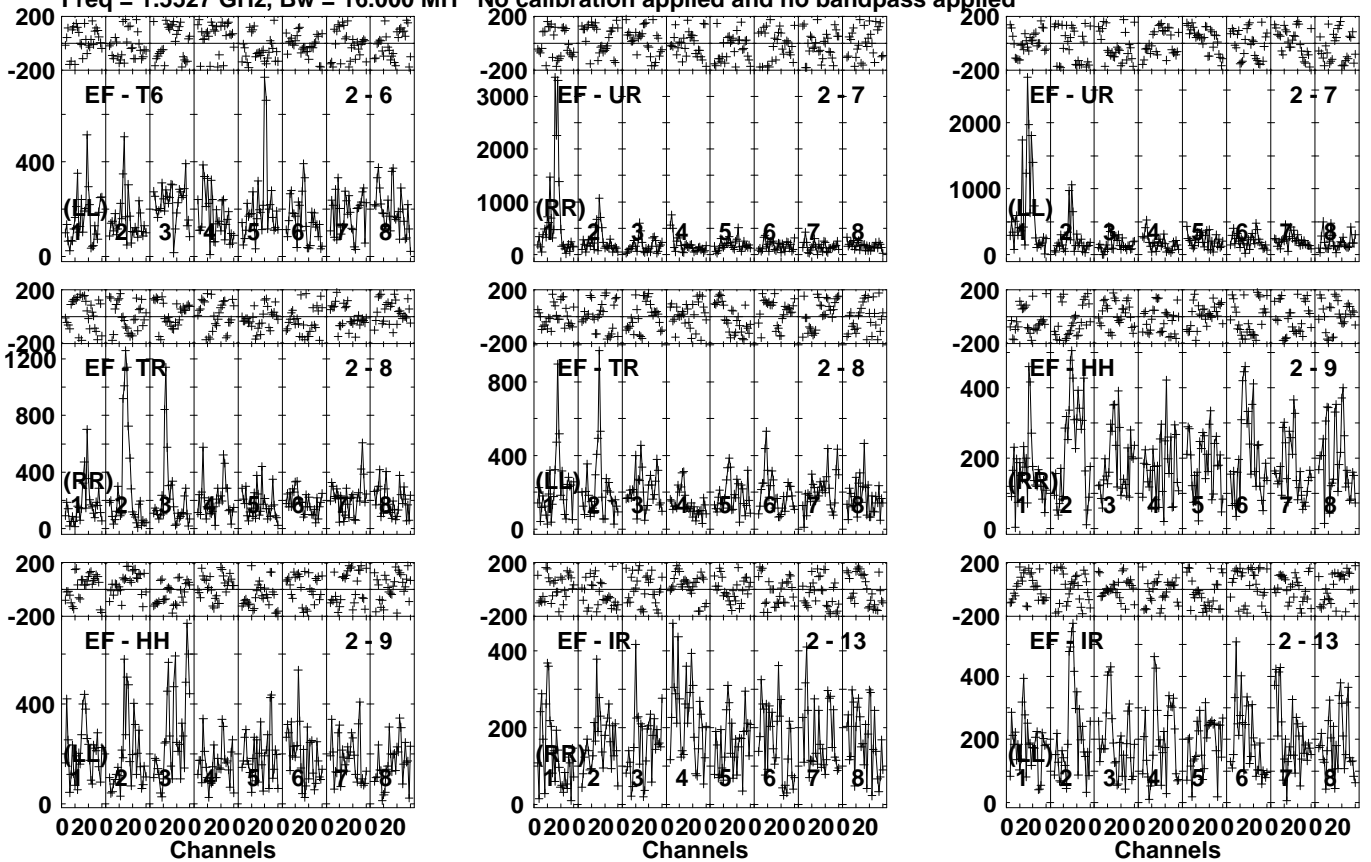 Freq = 1.5527 GHz, Bw = 16.000 MH No calibration applied and no bandpass applied
200 200 200
-200 -200 -200
EF - T6 2 - 6 EF - UR 2 - 7 EF - UR 2 - 7
3000
2000
2000
400
1000
1000
(LL) (RR) (LL)
1 2 3 4 5 6 7 8 1 2 3 4 5 6 7 8 1 2 3 4 5 6 7 8
0 0 0
200 200 200
-200 -200 -200
1200
EF - TR 2 - 8 EF - TR 2 - 8 EF - HH 2 - 9
800 800 400
400 400 200
(RR) (LL) (RR)
1 2 3 4 5 6 7 8 1 2 3 4 5 6 7 8 1 2 3 4 5 6 7 8
0 0 0
200 200 200
-200 -200 -200
EF - HH 2 - 9 EF - IR 2 - 13 EF - IR 2 - 13
400 400 400
200 200
(LL) (RR) (LL)
1 2 3 4 5 6 7 8 1 2 3 4 5 6 7 8 1 2 3 4 5 6 7 8
0 0 0
0 20 0 20 0 20 0 20 0 20 0 20 0 20 0 20 0 20 0 20 0 20 0 20 0 20 0 20 0 20 0 20 0 20 0 20 0 20 0 20 0 20 0 20 0 20 0 20
Channels Channels Channels